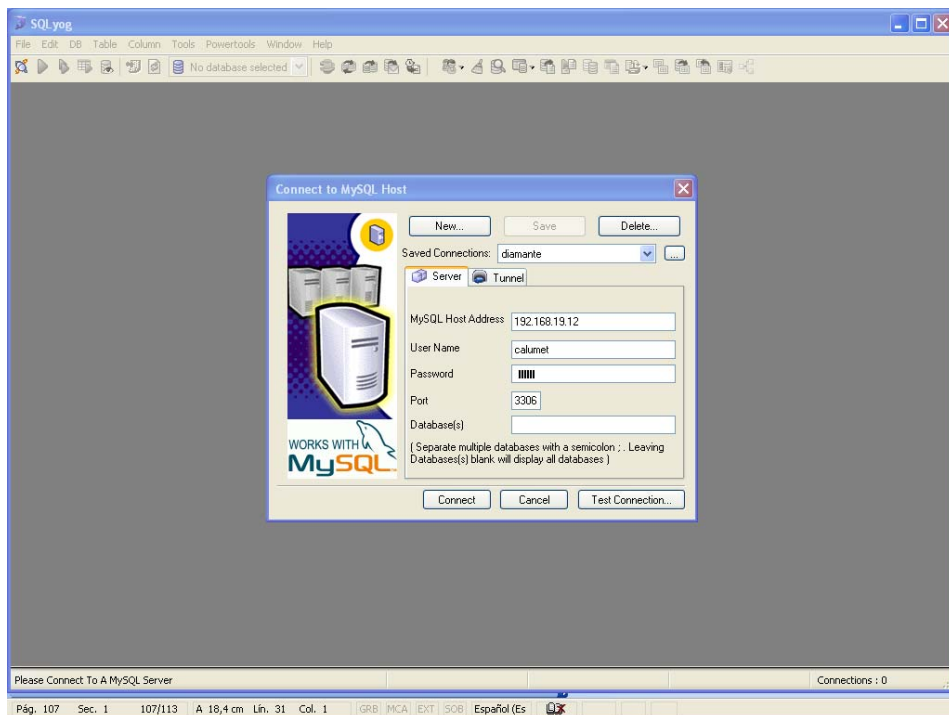 SQLyog
File Edit DB Table Column Tools Powertools Window Help
No database selected
Connect to MySQL Host
New... Save Delete...
Saved Connections: diamante ...
Server Tunnel
MySQL Host Address 192.168.19.12
User Name calumet
Password
Port 3306
Database(s)
( Separate multiple databases with a semicolon ; . Leaving
Databases(s) blank will display all databases )
WORKS WITH
MySQL
Connect Cancel Test Connection...
Please Connect To A MySQL Server Connections : 0
Pág. 107 Sec. 1 107/113 A 18,4 cm Lín. 31 Col. 1 GRB MCA EXT SOB Español (Es